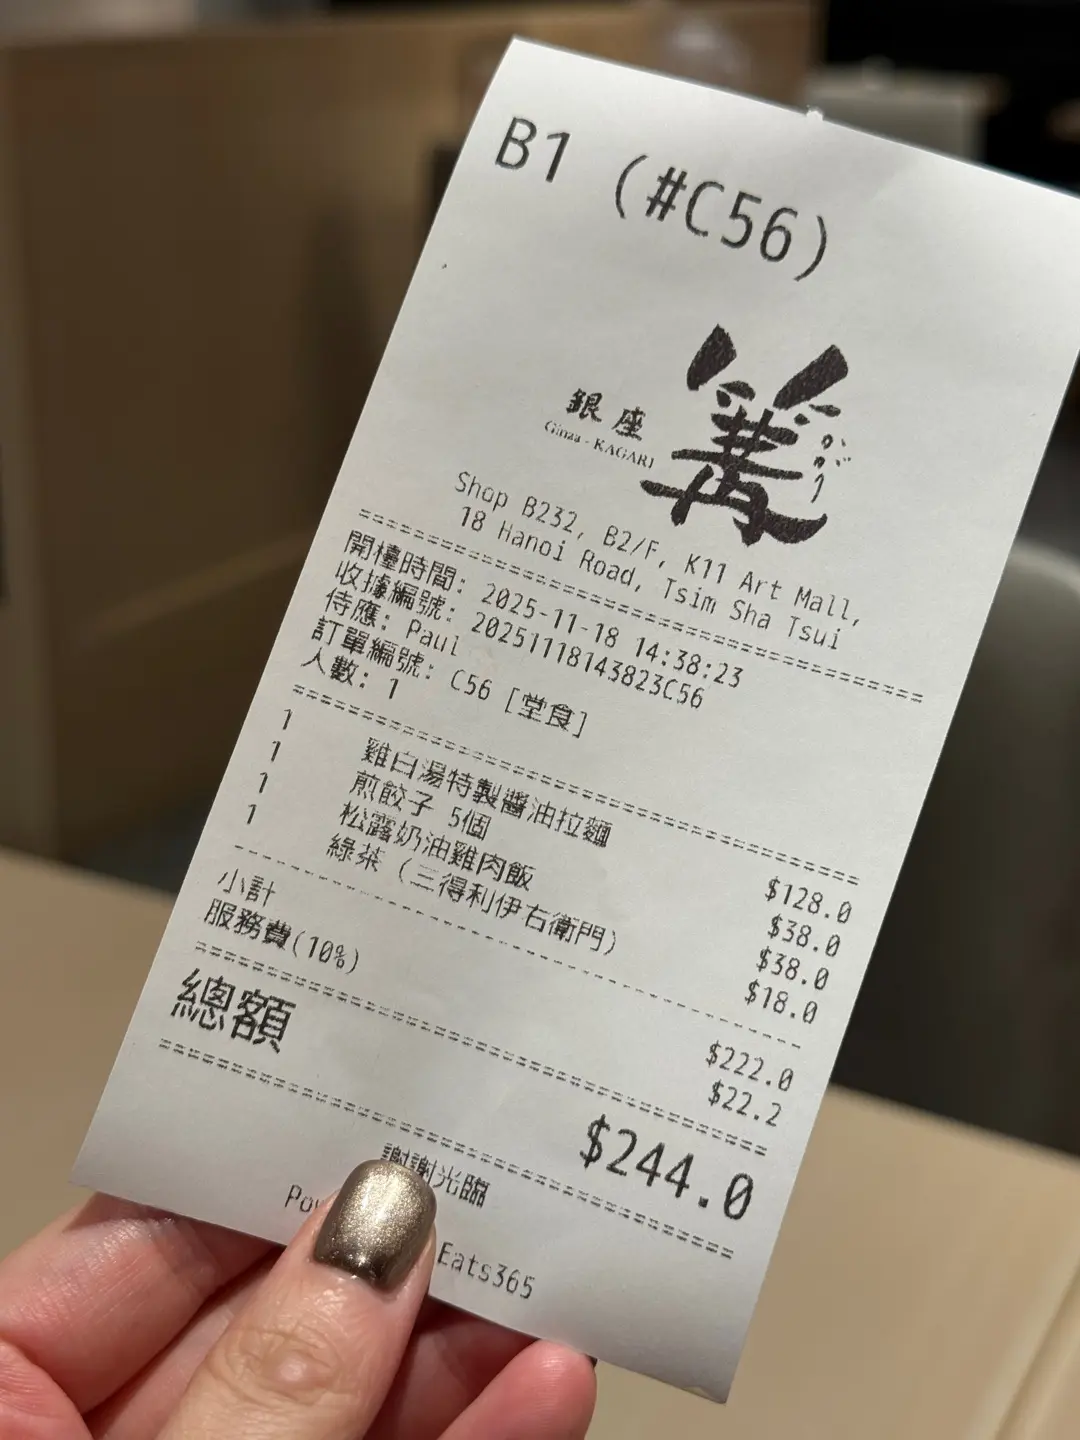 B1 (#C56)
銀座
Ginza - KAGARI
篝
かがり
Shop B232, B2/F, K11 Art Mall,
18 Hanoi Road, Tsim Sha Tsui
開檯時間: 2025-11-18 14:38:23
收據編號: 20251118143823C56
侍應: Paul
訂單編號: C56 [堂食]
人數: 1
1 雞白湯特製醬油拉麵 $128.0
1 煎餃子 5個 $38.0
1 松露奶油雞肉飯 $38.0
1 綠茶 (三得利伊右衛門) $18.0
小計 $222.0
服務費(10%) $22.2
總額 $244.0
謝謝光臨
Eats365